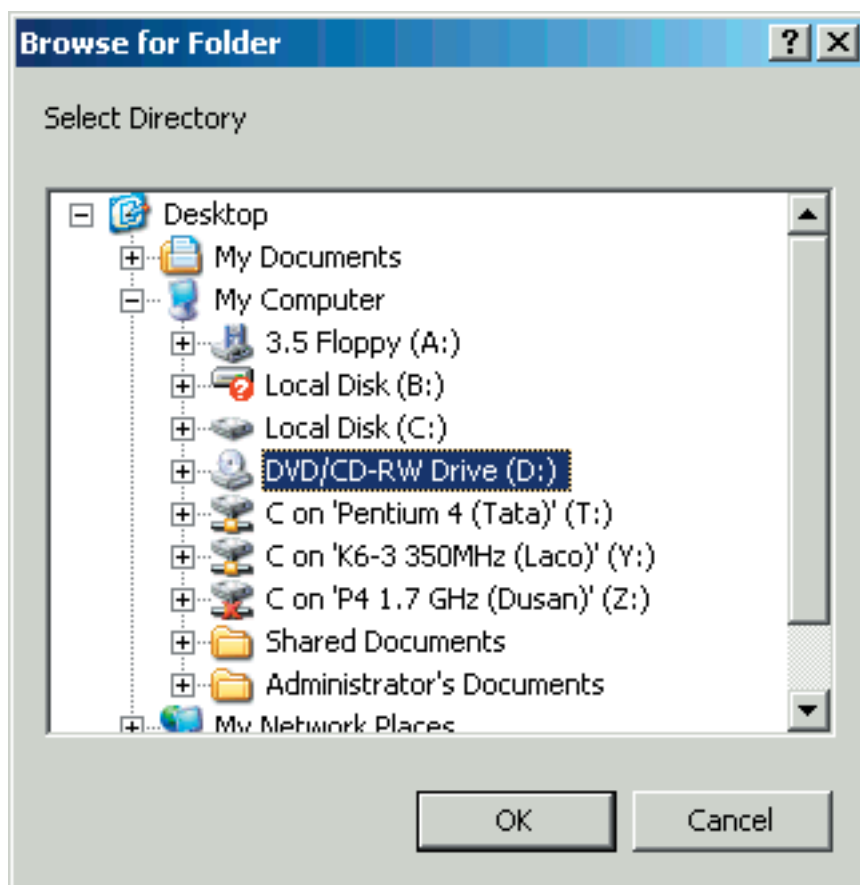 Browse for Folder
Select Directory
Desktop
My Documents
My Computer
3.5 Floppy (A:)
Local Disk (B:)
Local Disk (C:)
DVD/CD-RW Drive (D:)
C on 'Pentium 4 (Tata)' (T:)
C on 'K6-3 350MHz (Laco)' (Y:)
C on 'P4 1.7 GHz (Dusan)' (Z:)
Shared Documents
Administrator's Documents
My Network Places
OK Cancel